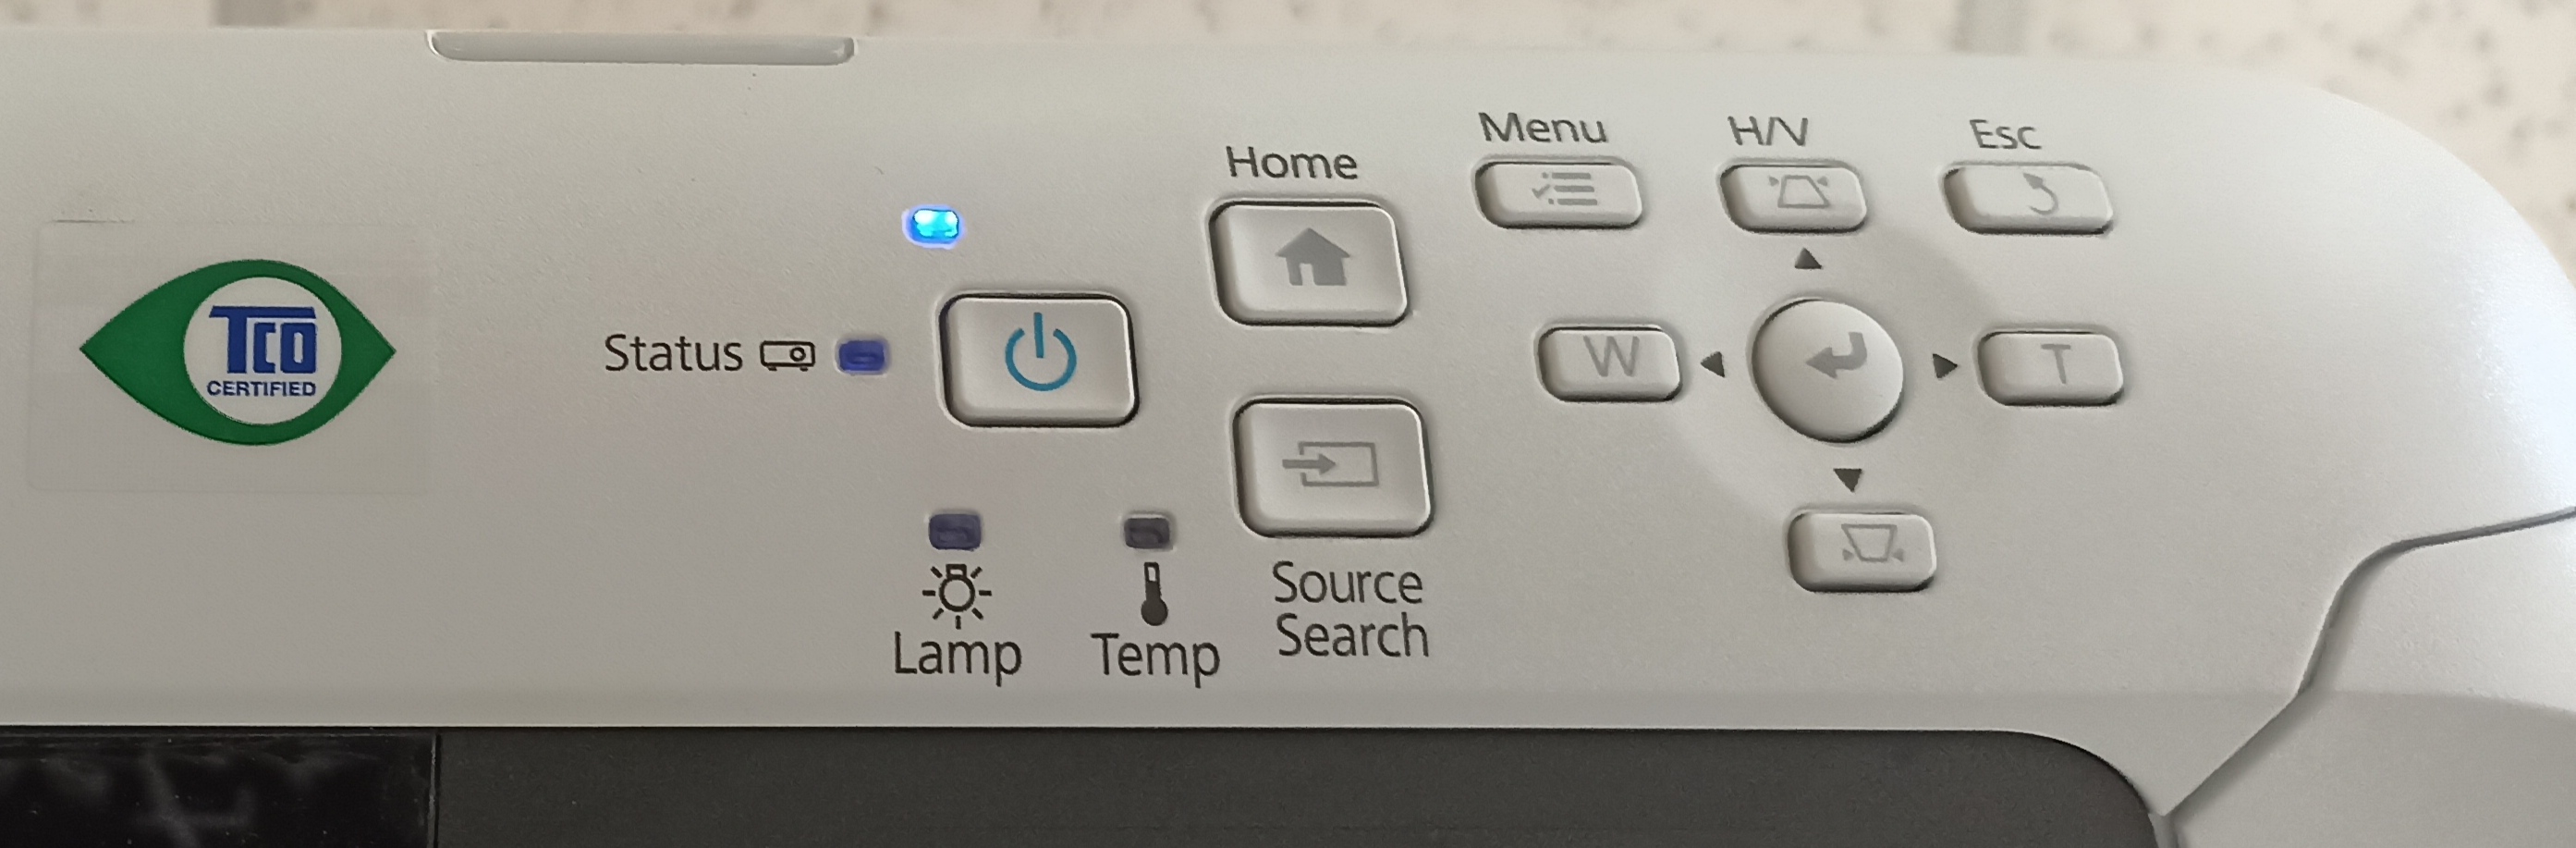 TCO
CERTIFIED
Status
Home
Menu
H/V
Esc
W
T
Lamp
Temp
Source
Search